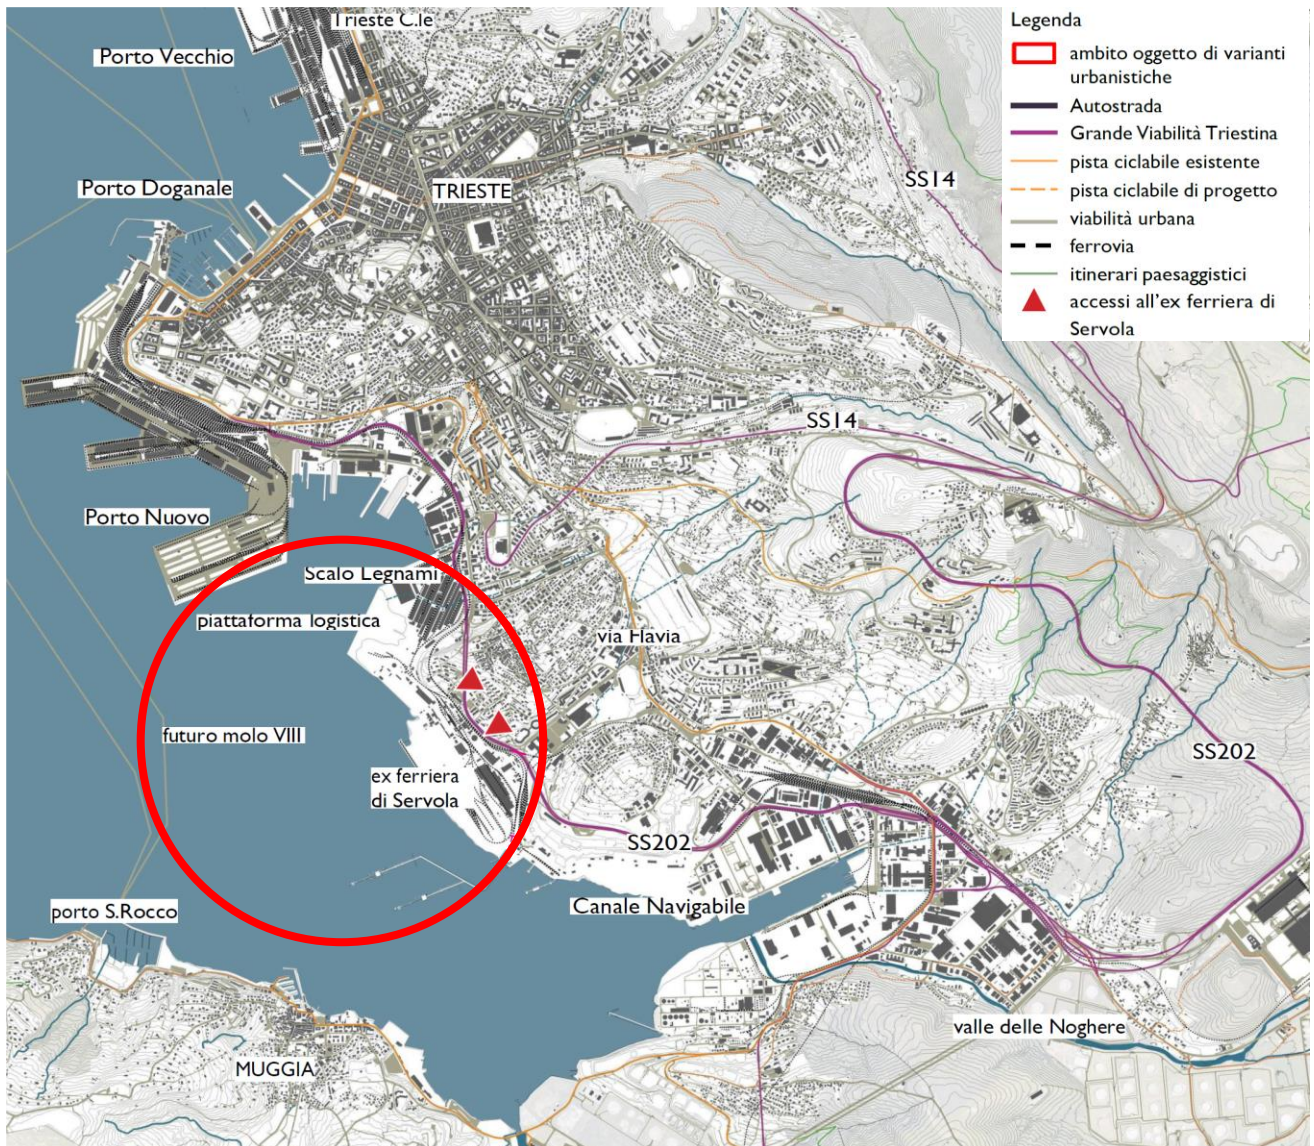 Trieste C.le
Porto Vecchio
Porto Doganale
TRIESTE
SS14
Legenda
ambito oggetto di varianti
urbanistiche
Autostrada
Grande Viabilità Triestina
pista ciclabile esistente
pista ciclabile di progetto
viabilità urbana
ferrovia
itinerari paesaggistici
accessi all'ex ferriera di
Servola
SS14
Porto Nuovo
Scalo Legnami
piattaforma logistica
via Flavia
futuro molo VIII
ex ferriera
di Servola
SS202
SS202
Canale Navigabile
porto S.Rocco
valle delle Noghere
MUGGIA